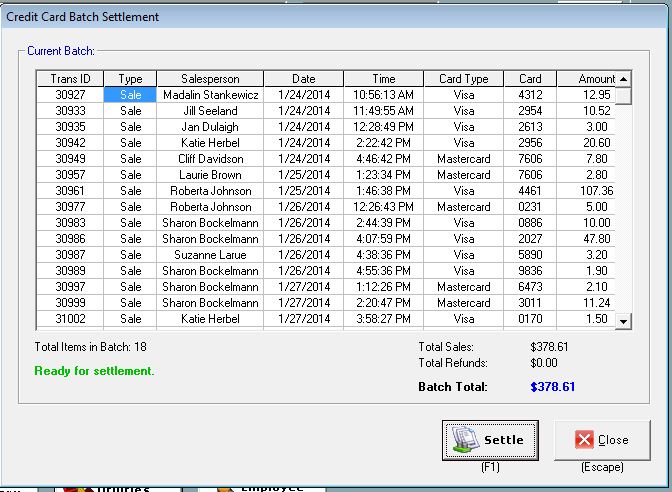 Credit Card Batch Settlement
Current Batch:
Trans ID Type Salesperson Date Time Card Type Card Amount
30927 Sale Madalin Stankewicz 1/24/2014 10:56:13 AM Visa 4312 12.95
30933 Sale Jill Seeland 1/24/2014 11:49:55 AM Visa 2954 10.52
30935 Sale Jan Dulaigh 1/24/2014 12:28:49 PM Visa 2613 3.00
30942 Sale Katie Herbel 1/24/2014 2:22:42 PM Visa 2956 20.60
30949 Sale Cliff Davidson 1/24/2014 4:46:42 PM Mastercard 7606 7.80
30957 Sale Laurie Brown 1/25/2014 1:23:34 PM Mastercard 7606 2.80
30961 Sale Roberta Johnson 1/25/2014 1:46:38 PM Visa 4461 107.36
30977 Sale Roberta Johnson 1/26/2014 12:26:43 PM Mastercard 0231 5.00
30983 Sale Sharon Bockelmann 1/26/2014 2:44:39 PM Visa 0886 10.00
30986 Sale Sharon Bockelmann 1/26/2014 4:07:59 PM Visa 2027 47.80
30987 Sale Suzanne Larue 1/26/2014 4:38:36 PM Visa 5890 3.20
30989 Sale Sharon Bockelmann 1/26/2014 4:55:36 PM Visa 9836 1.90
30997 Sale Sharon Bockelmann 1/27/2014 1:12:26 PM Mastercard 6473 2.10
30999 Sale Sharon Bockelmann 1/27/2014 2:20:47 PM Mastercard 3011 11.24
31002 Sale Katie Herbel 1/27/2014 3:58:27 PM Visa 0170 1.50
Total Items in Batch: 18
Total Sales: $378.61
Total Refunds: $0.00
Ready for settlement.
Batch Total: $378.61
Settle
Close
(F1)
(Escape)
Utilities
Employee